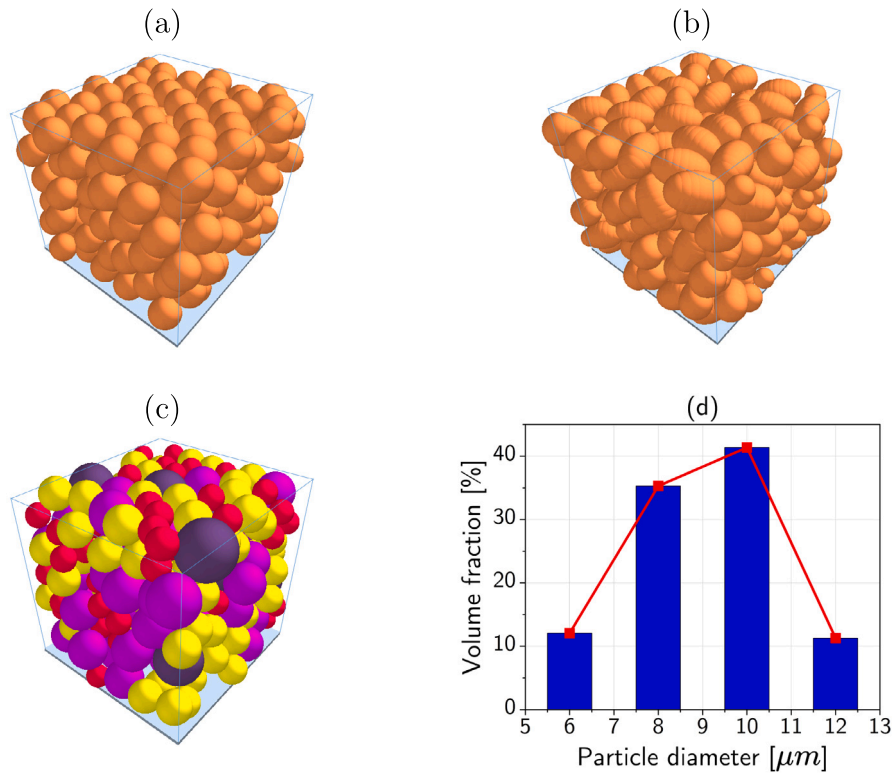 (a)
(b)
(c)
(d)
Volume fraction [%]
40
30
20
10
0
5 6 7 8 9 10 11 12 13
Particle diameter [μm]